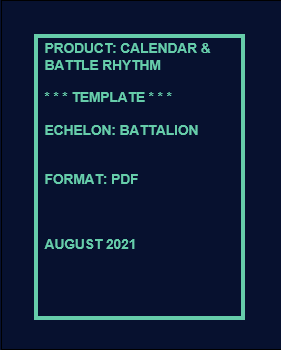 PRODUCT: CALENDAR &
BATTLE RHYTHM
* * * TEMPLATE * * *
ECHELON: BATTALION
FORMAT: PDF
AUGUST 2021